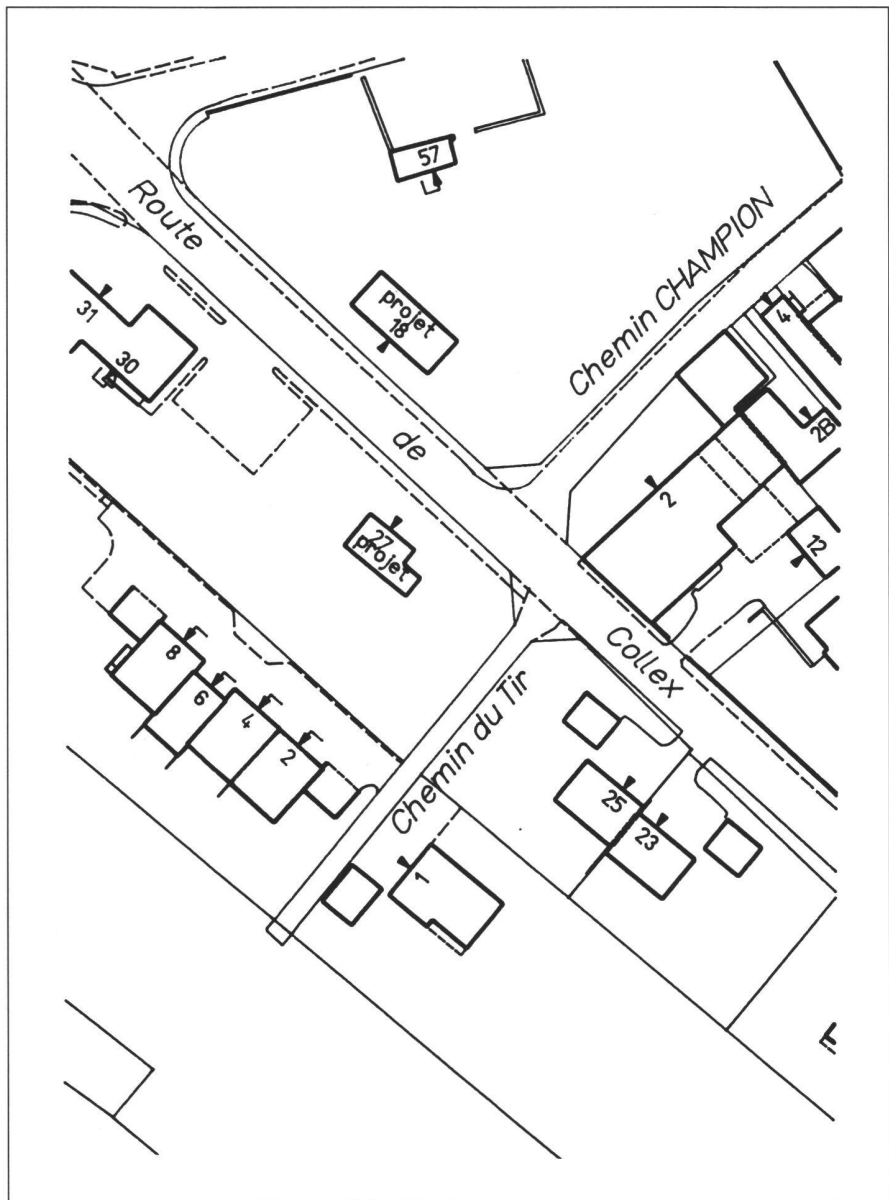 57
Route
Chemin CHAMPION
projet
18
31
30
4
2B
de
2
12
27
projet
8
6
4
2
Collex
Chemin du Tir
25
23
1